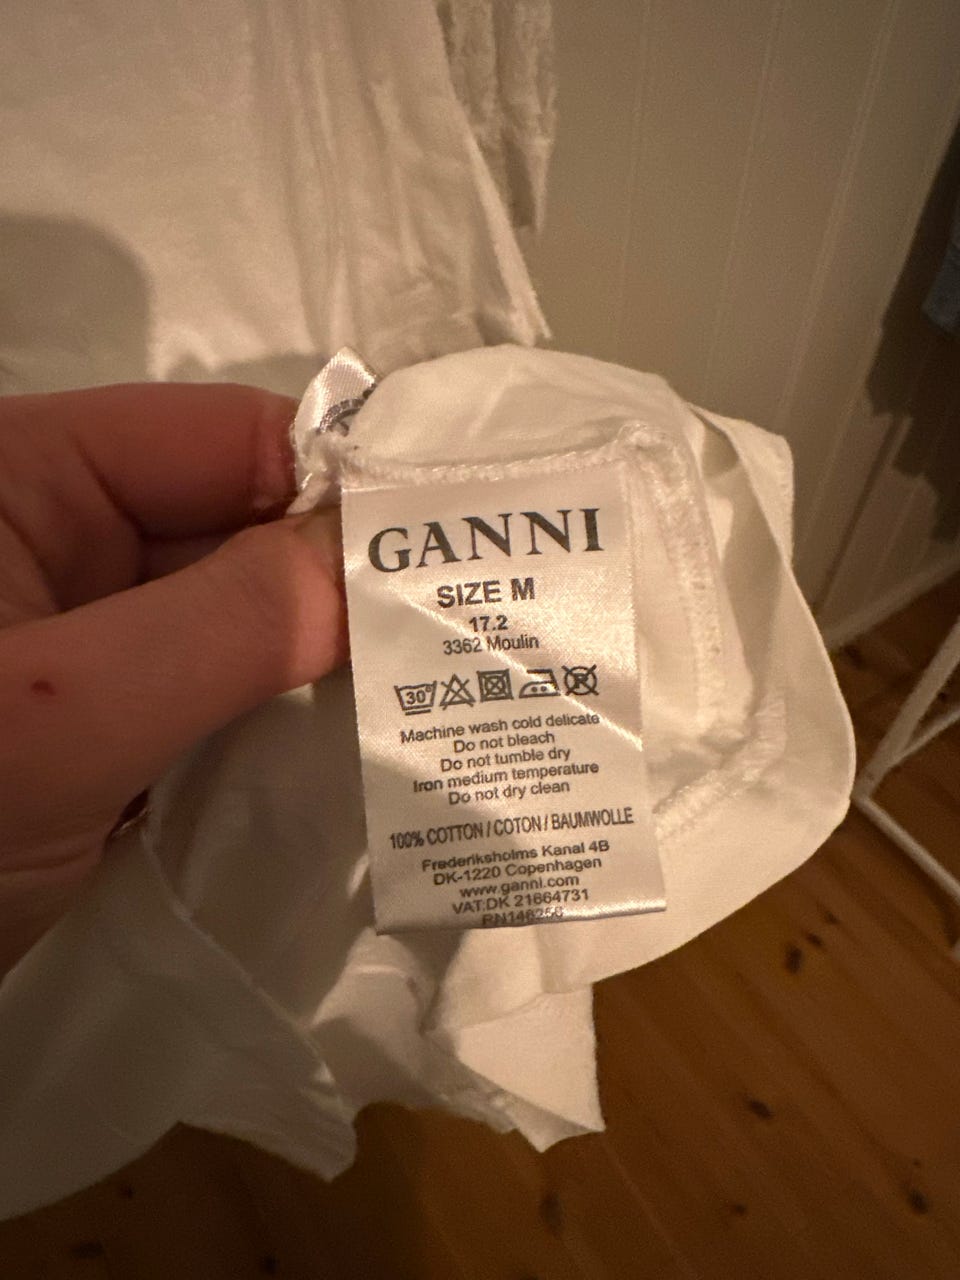 GANNI
SIZE M
17.2
3362 Moulin
30°
Machine wash cold delicate
Do not bleach
Do not tumble dry
Iron medium temperature
Do not dry clean
100% COTTON / COTON / BAUMWOLLE
Frederiksholms Kanal 4B
DK-1220 Copenhagen
www.ganni.com
VAT:DK 21664731